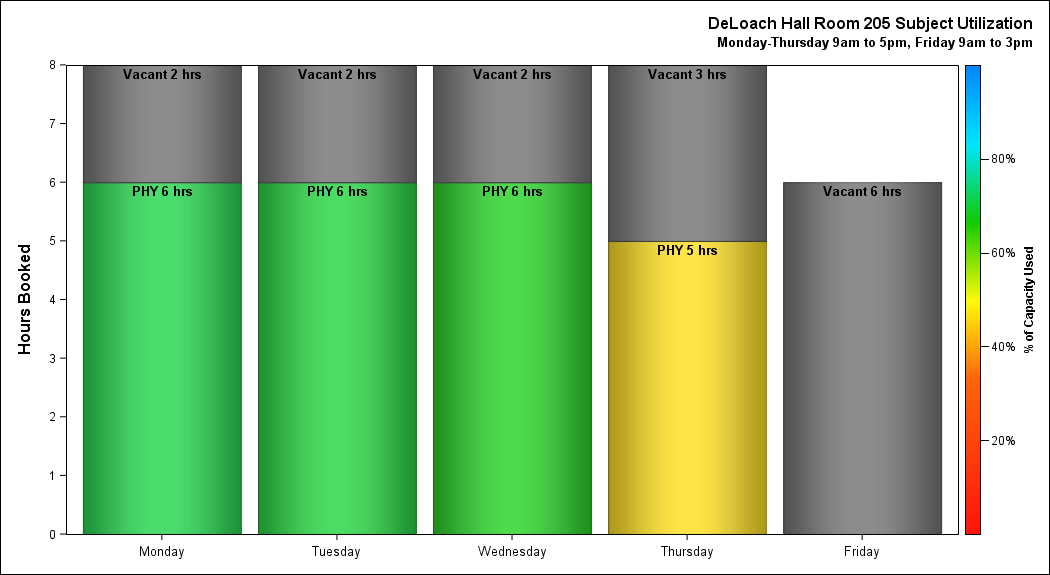 DeLoach Hall Room 205 Subject Utilization
Monday-Thursday 9am to 5pm, Friday 9am to 3pm
Hours Booked
8
7
6
5
4
3
2
1
0
Vacant 2 hrs
Vacant 2 hrs
Vacant 2 hrs
Vacant 3 hrs
PHY 6 hrs
PHY 6 hrs
PHY 6 hrs
Vacant 6 hrs
PHY 5 hrs
Monday
Tuesday
Wednesday
Thursday
Friday
80%
60%
40%
20%
% of Capacity Used